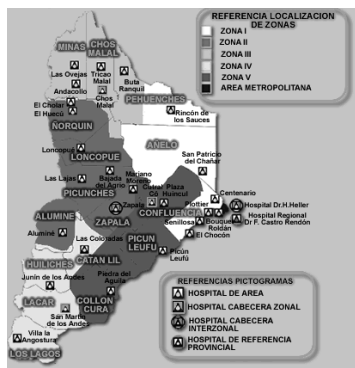 REFERENCIA LOCALIZACION
DE ZONAS
ZONA I
ZONA II
ZONA III
ZONA IV
ZONA V
AREA METROPOLITANA
MINAS
CHOS
MALAL
Las Ovejas
Tricao
Malal
Buta
Ranquil
Andacollo
Chos
Malal
PEHUENCHES
El Cholar
El Huecú
Rincón de
los Sauces
ÑORQUIN
AÑELO
Loncopué
LONCOPUE
San Patricio
del Chañar
Las Lajas
Bajada
del Agrio
Mariano
Moreno
PICUNCHES
Cutral
Có
Plaza
Huincul
Centenario
Plottier
Hospital Dr.H.Heller
Zapala
CONFLUENCIA
Hospital Regional
Dr F. Castro Rendón
ALUMINE
ZAPALA
Senillosa
Bouquet
Roldán
Aluminé
El Chocón
Las Coloradas
PICUN
LEUFU
Picún
Leufú
HUILICHES
CATAN LIL
Junín de los Andes
Piedra del
Aguila
LACAR
COLLON
CURA
San Martín
de los Andes
Villa la
Angostura
LOS LAGOS
REFERENCIAS PICTOGRAMAS
HOSPITAL DE AREA
HOSPITAL CABECERA ZONAL
HOSPITAL CABECERA
INTERZONAL
HOSPITAL DE REFERENCIA
PROVINCIAL